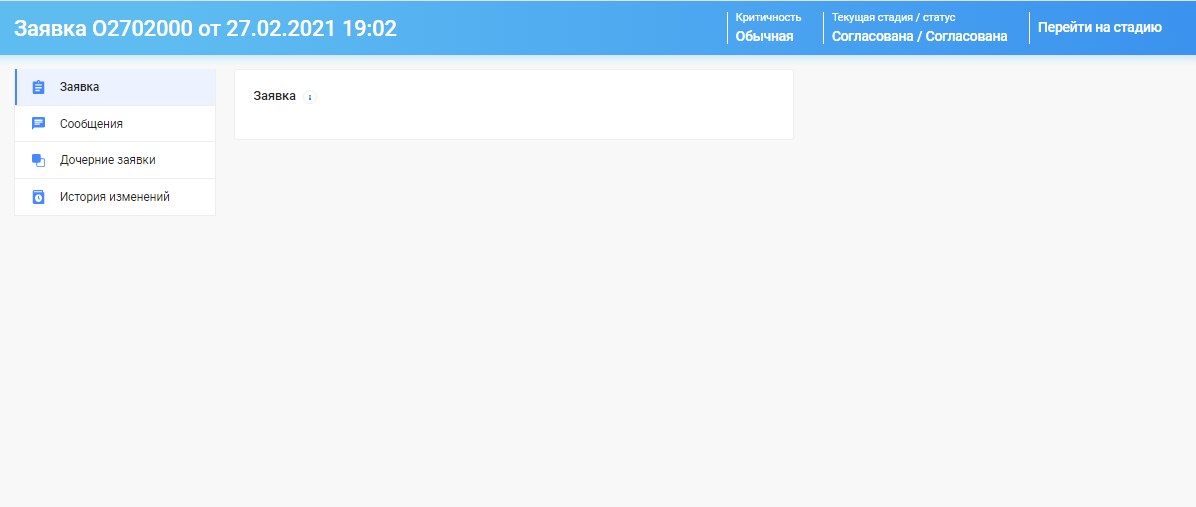 Заявка О2702000 от 27.02.2021 19:02
Критичность
Обычная
Текущая стадия / статус
Согласована / Согласована
Перейти на стадию
Заявка
Сообщения
Дочерние заявки
История изменений
Заявка